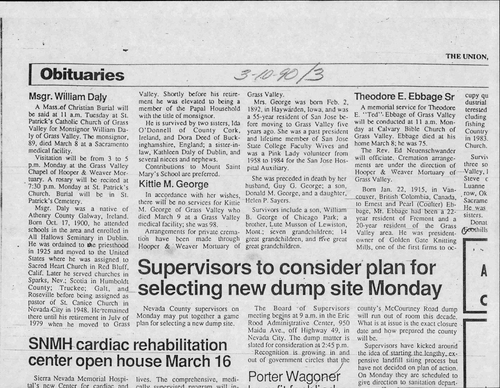 THE UNION,
Obituaries
3-10-90/3
Msgr. William Daly
A Mass of Christian Burial will
be said at 11 a.m. Tuesday at St.
Patrick's Catholic Church of Grass
Valley for Monsignor William Da-
ly of Grass Valley. The monsignor,
89, died March 8 at a Sacramento
medical facility.
Visitation will be from 3 to 5
p.m. Monday at the Grass Valley
Chapel of Hooper & Weaver Mor-
tuary. A rosary will be recited at
7:30 p.m. Monday at St. Patrick's
Church. Burial will be in St.
Patrick's Cemetery.
Msgr. Daly was a native of
Athenry County Galway, Ireland.
Born Oct. 17, 1900, he attended
schools in the area and enrolled in
All Hallows Seminary in Dublin.
He was ordained to the priesthood
in 1925 and moved to the United
States where he was assigned to
Sacred Heart Church in Red Bluff,
Calif. Later he served churches in
Sparks, Nev.; Scotia in Humboldt
County; Truckee; Galt, and
Roseville before being assigned to
pastor of St. Canice Church in
Nevada City in 1948. He remained
there until his retirement in July of
1979 when he moved to Grass
Valley. Shortly before his retire-
ment he was elevated to being a
member of the Papal Household
with the title of monsignor.
He is survived by two sisters, Ida
O'Donnell of County Cork,
Ireland, and Dora Deed of Buck-
inghamshire, England; a sister-in-
law, Kathleen Daly of Dublin, and
several nieces and nephews.
Contributions to Mount Saint
Mary's School are preferred.
Kittie M. George
In accordance with her wishes,
there will be no services for Kittie
M. George of Grass Valley who
died March 9 at a Grass Valley
medical facility; she was 98.
Arrangements for private crema-
tion have been made through
Hooper & Weaver Mortuary of
Grass Valley.
Mrs. George was born Feb. 2,
1892, in Haywarden, Iowa, and was
a 55-year resident of San Jose be-
fore moving to Grass Valley five
years ago. She was a past president
and lifetime member of San Jose
State College Faculty Wives and
was a Pink Lady volunteer from
1958 to 1984 for the San Jose Hos-
pital Auxiliary.
She was preceded in death by her
husband, Guy G. George; a son,
Donald M. George, and a daughter,
Helen P. Sayers.
Survivors include a son, William
B. George of Chicago Park; a
brother, Lute Musson of Lewiston,
Mont.; seven grandchildren; 14
great grandchildren, and five great
great grandchildren.
Theodore E. Ebbage Sr
A memorial service for Theodore
E. "Ted" Ebbage of Grass Valley
will be conducted at 11 a.m. Mon-
day at Calvary Bible Church of
Grass Valley. Ebbage died at his
home March 8; he was 75.
The Rev. Ed Moensenwachter
will officiate. Cremation arrange-
ments are under the direction of
Hooper & Weaver Mortuary of
Grass Valley.
Born Jan. 22, 1915, in Van-
couver, British Colombia, Canada,
to Ernest and Pearl (Coulter) Eb-
bage, Mr. Ebbage had been a 22-
year resident of Fremont and a
20-year resident of the Grass
Valley area. He was president-
owner of Golden Gate Knitting
Mills, one of the first firms to oc-
cupy
dustrial
terested
cluding
fishing
County
in 1983.
The
Survi
Valley,
Steve
Luanne
row, Ok
Sacrame
He was
sisters.
Donat
Supervisors to consider plan for
selecting new dump site Monday
Nevada County supervisors on
Monday may put together a game
plan for selecting a new dump site.
The Board of Supervisors
meeting begins at 9 a.m. in the Eric
Rood Administrative Center, 950
Maidu Ave., off Highway 49, in
Nevada City. The dump matter is
slated for consideration at 2:45 p.m.
Recognition is growing in and
out of government circles that the
county's McCourtney Road dump
will run out of room this decade.
What is at issue is the exact closure
date and how prepared the county
will be.
Supervisors have kicked around
the idea of starting the lengthy, ex-
pensive landfill siting process but
have not decided on plan of action.
On Monday they are scheduled to
give direction to sanitation depart-
SNMH cardiac rehabilitation
center open house March 16
Sierra Nevada Memorial Hospi-
tal's new Center for Cardiac and
lives. The comprehensive, medi-
cally supervised program will in-
Porter Wagoner